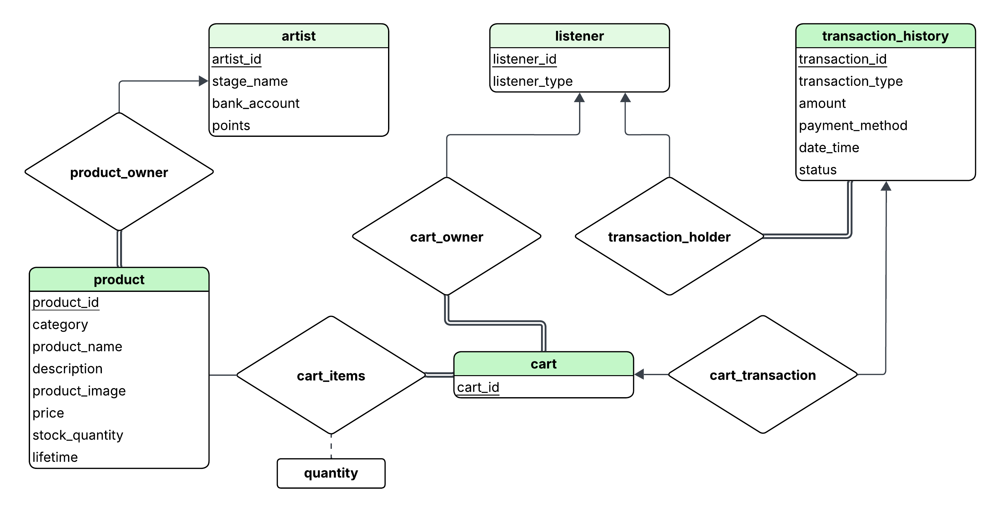 artist
artist_id
stage_name
bank_account
points
listener
listener_id
listener_type
transaction_history
transaction_id
transaction_type
amount
payment_method
date_time
status
product_owner
cart_owner
transaction_holder
product
product_id
category
product_name
description
product_image
price
stock_quantity
lifetime
cart_items
quantity
cart
cart_id
cart_transaction